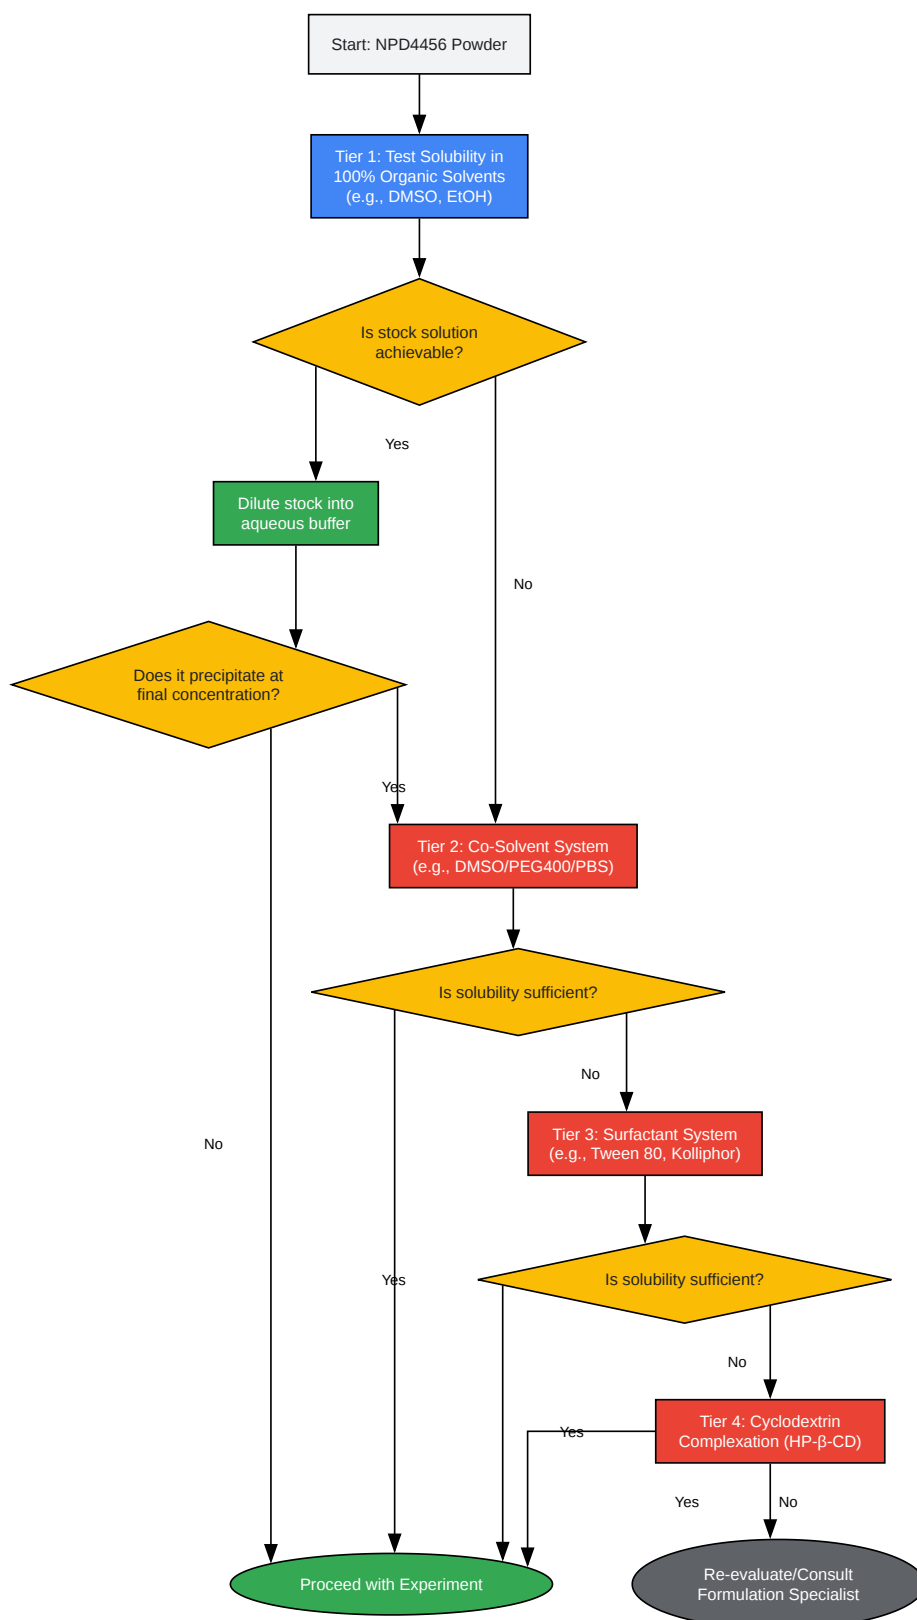 Start: NPD4456 Powder
Tier 1: Test Solubility in
100% Organic Solvents
(e.g., DMSO, EtOH)
Is stock solution
achievable?
Yes
Dilute stock into
aqueous buffer
No
Does it precipitate at
final concentration?
Yes
Tier 2: Co-Solvent System
(e.g., DMSO/PEG400/PBS)
Is solubility sufficient?
No
Tier 3: Surfactant System
(e.g., Tween 80, Kolliphor)
No
Yes
Is solubility sufficient?
No
Tier 4: Cyclodextrin
Complexation (HP-β-CD)
Yes
Yes
No
Proceed with Experiment
Re-evaluate/Consult
Formulation Specialist